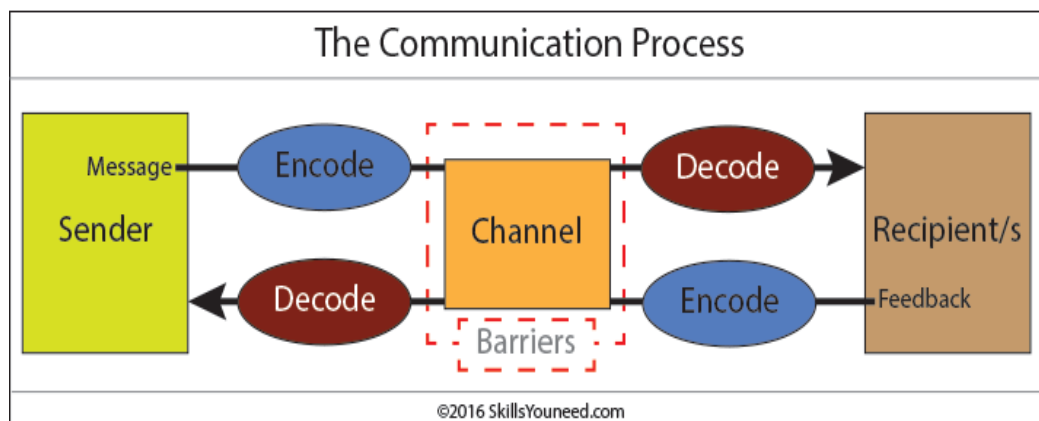 The Communication Process
Message
Encode
Decode
Sender
Channel
Recipient/s
Decode
Encode
Feedback
Barriers
©2016 SkillsYouneed.com